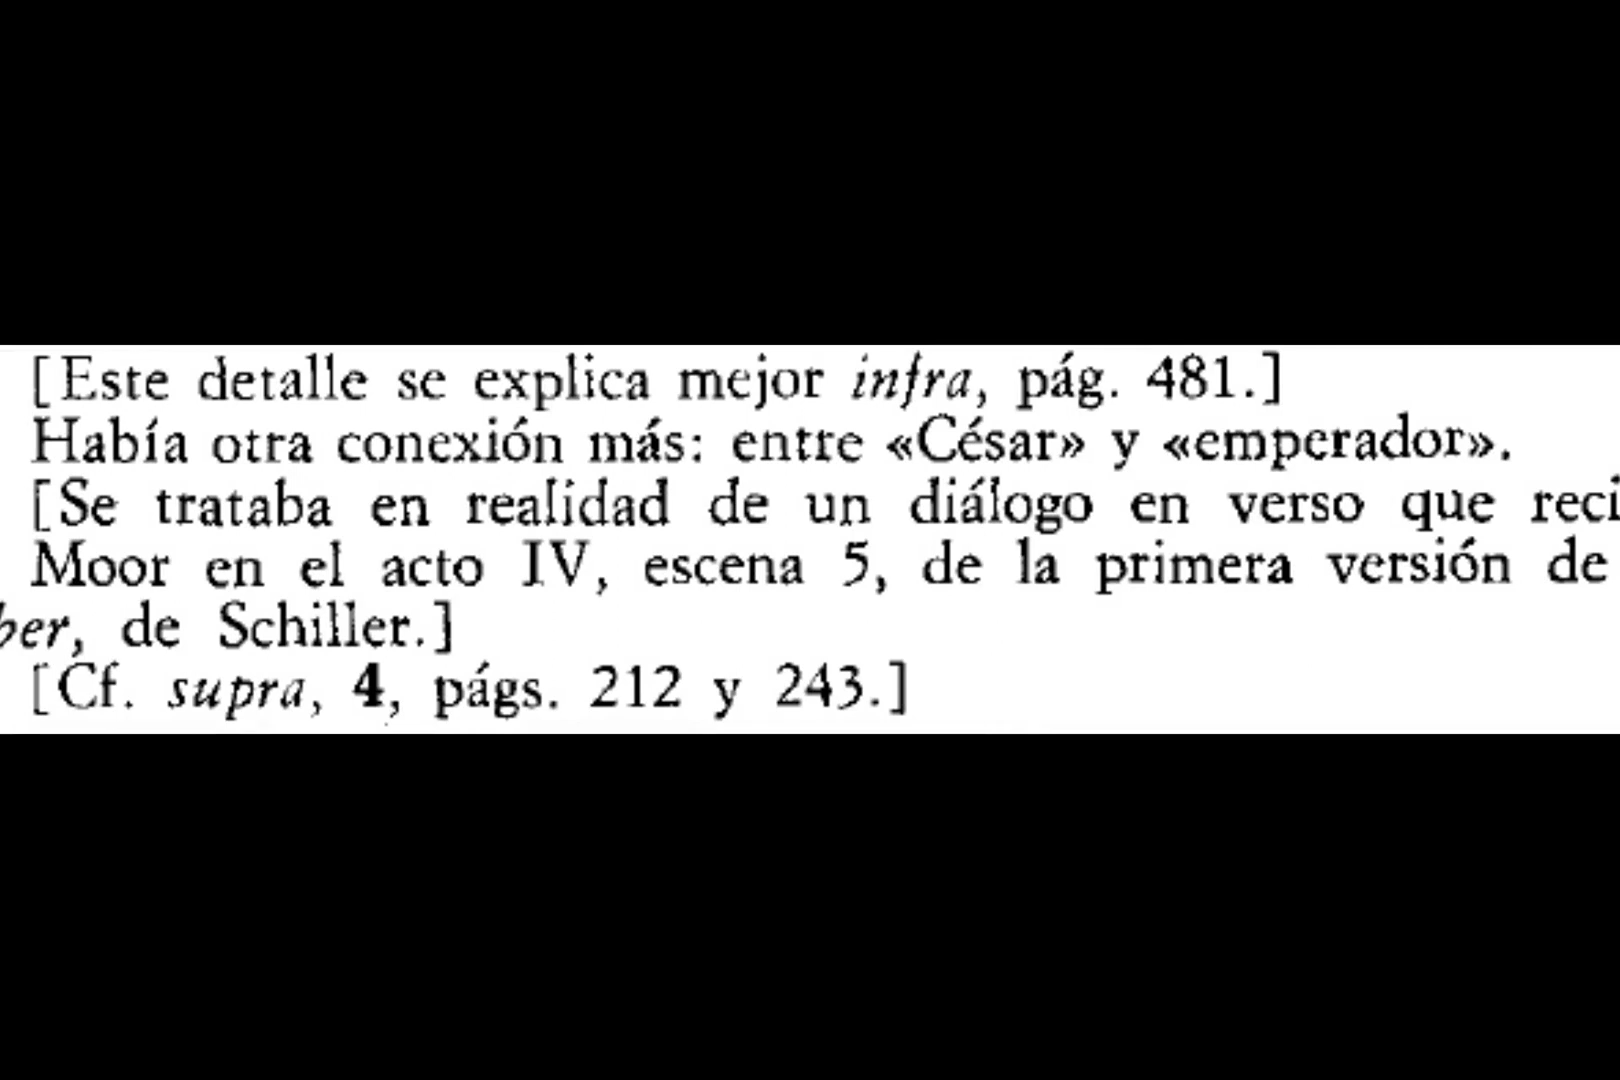 [Este detalle se explica mejor infra, pág. 481.]
Había otra conexión más: entre «César» y «emperador».
[Se trataba en realidad de un diálogo en verso que reci
Moor en el acto IV, escena 5, de la primera versión de
ber, de Schiller.]
[Cf. supra, 4, págs. 212 y 243.]